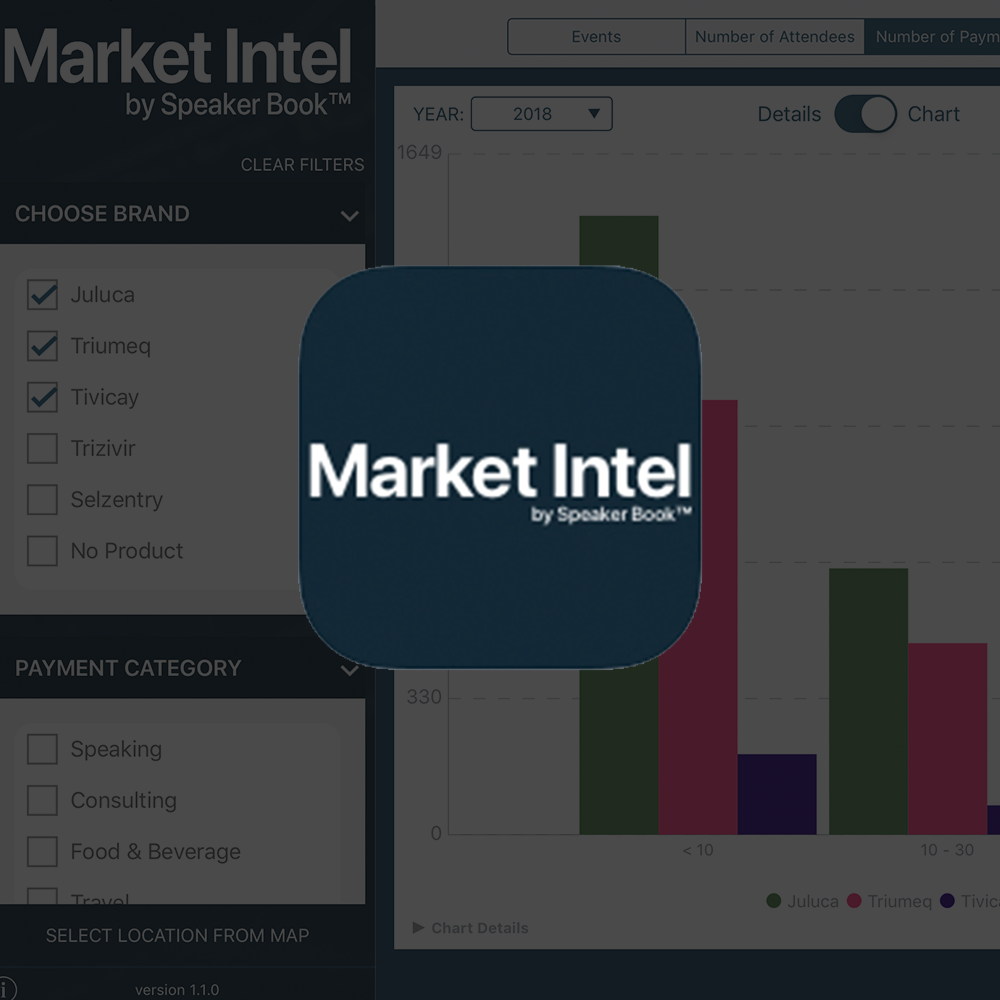 Market Intel
by Speaker Book™
CLEAR FILTERS
CHOOSE BRAND
Juluca
Triumeq
Tivicay
Trizivir
Selzentry
No Product
PAYMENT CATEGORY
Speaking
Consulting
Food & Beverage
Travel
SELECT LOCATION FROM MAP
i
version 1.1.0
Events
Number of Attendees
Number of Paym
YEAR: 2018 ▼
Details
Chart
1649
330
0
< 10
10 - 30
Juluca
Triumeq
Tivica
▶ Chart Details
Market Intel
by Speaker Book™